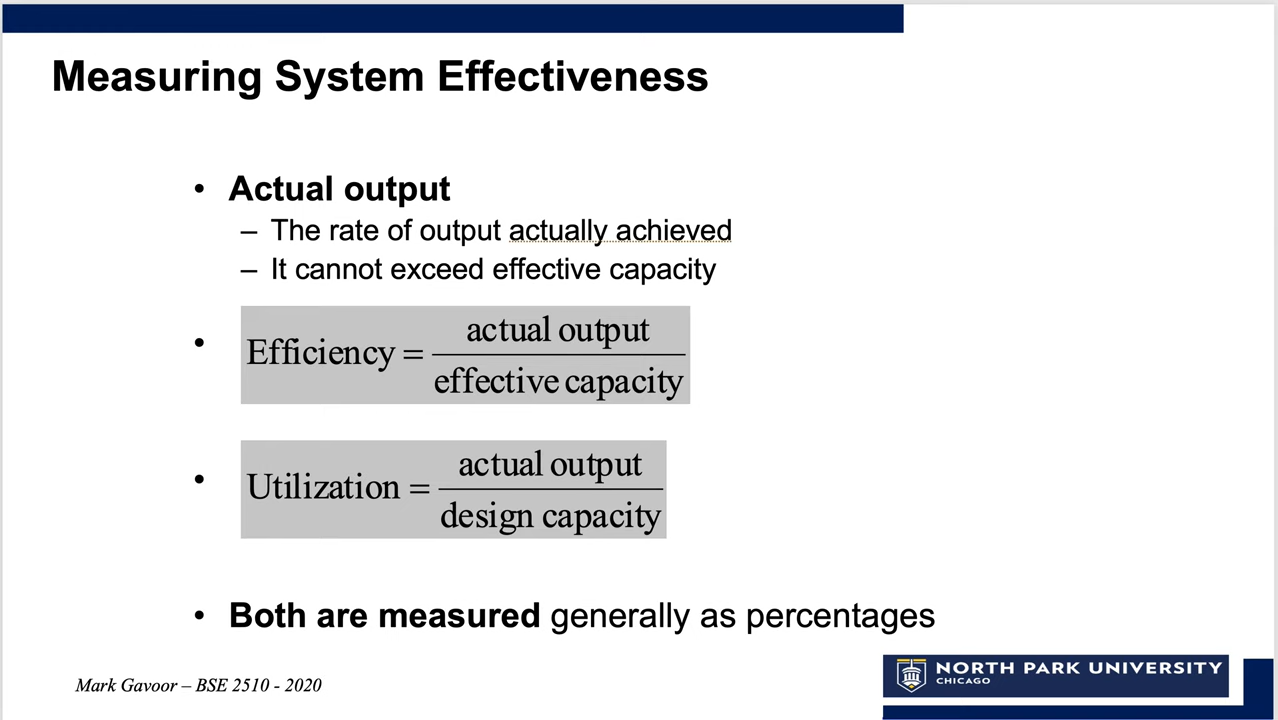 Measuring System Effectiveness
• Actual output
– The rate of output actually achieved
– It cannot exceed effective capacity
• Efficiency = actual output / effective capacity
• Utilization = actual output / design capacity
• Both are measured generally as percentages
Mark Gavoor – BSE 2510 - 2020
NORTH PARK UNIVERSITY
CHICAGO